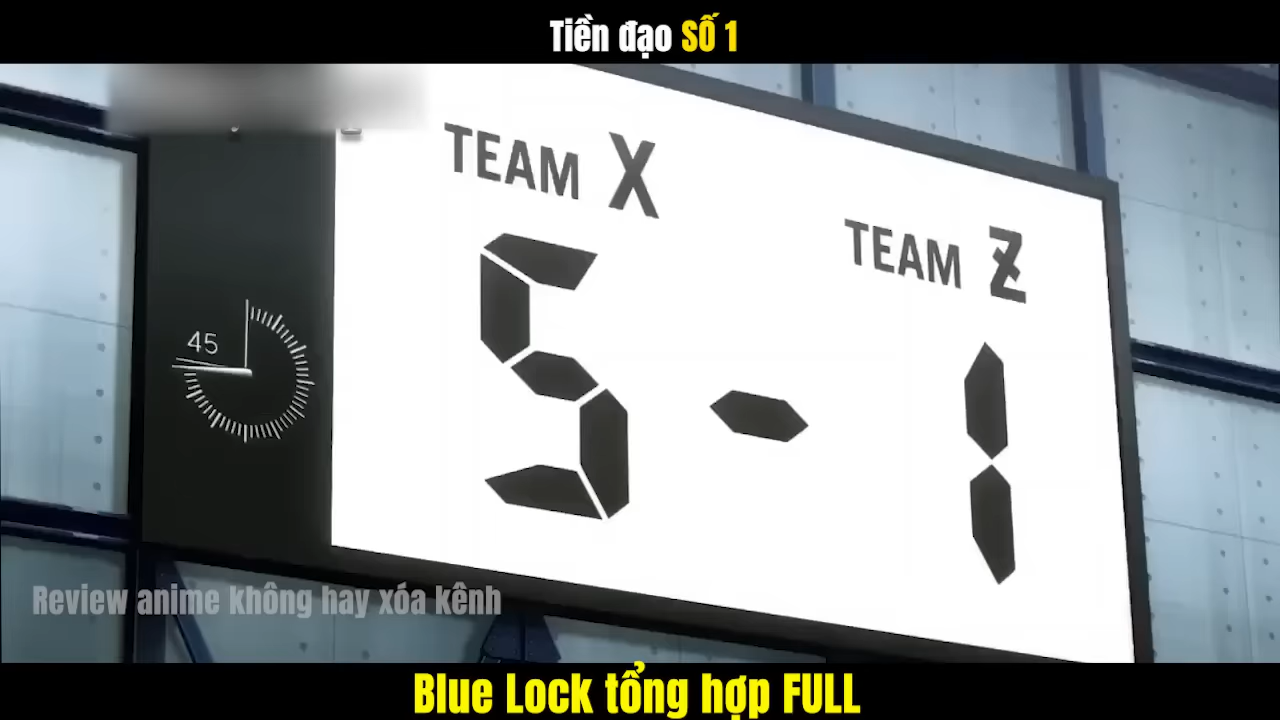 Tiền đạo SỐ 1
TEAM X
TEAM Z
5 - 1
45
Review anime không hay xóa kênh
Blue Lock tổng hợp FULL